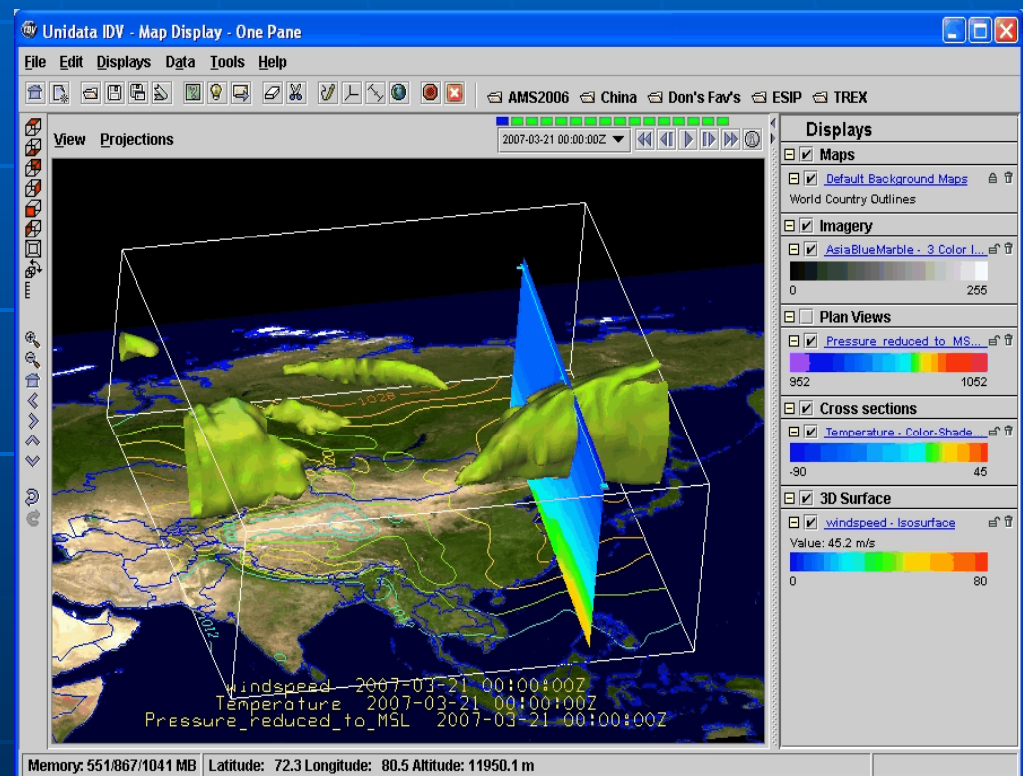 Unidata IDV - Map Display - One Pane
File Edit Displays Data Tools Help
AMS2006 China Don's Fav's ESIP TREX
View Projections
2007-03-21 00:00:00Z
1028
1012
windspeed 2007-03-21 00:00:00Z
Temperature 2007-03-21 00:00:00Z
Pressure_reduced_to_MSL 2007-03-21 00:00:00Z
Displays
Maps
Default Background Maps
World Country Outlines
Imagery
AsiaBlueMarble - 3 Color I...
0 255
Plan Views
Pressure_reduced_to_MS...
952 1052
Cross sections
Temperature - Color-Shade...
-90 45
3D Surface
windspeed - Isosurface
Value: 45.2 m/s
0 80
Memory: 551/867/1041 MB Latitude: 72.3 Longitude: 80.5 Altitude: 11950.1 m